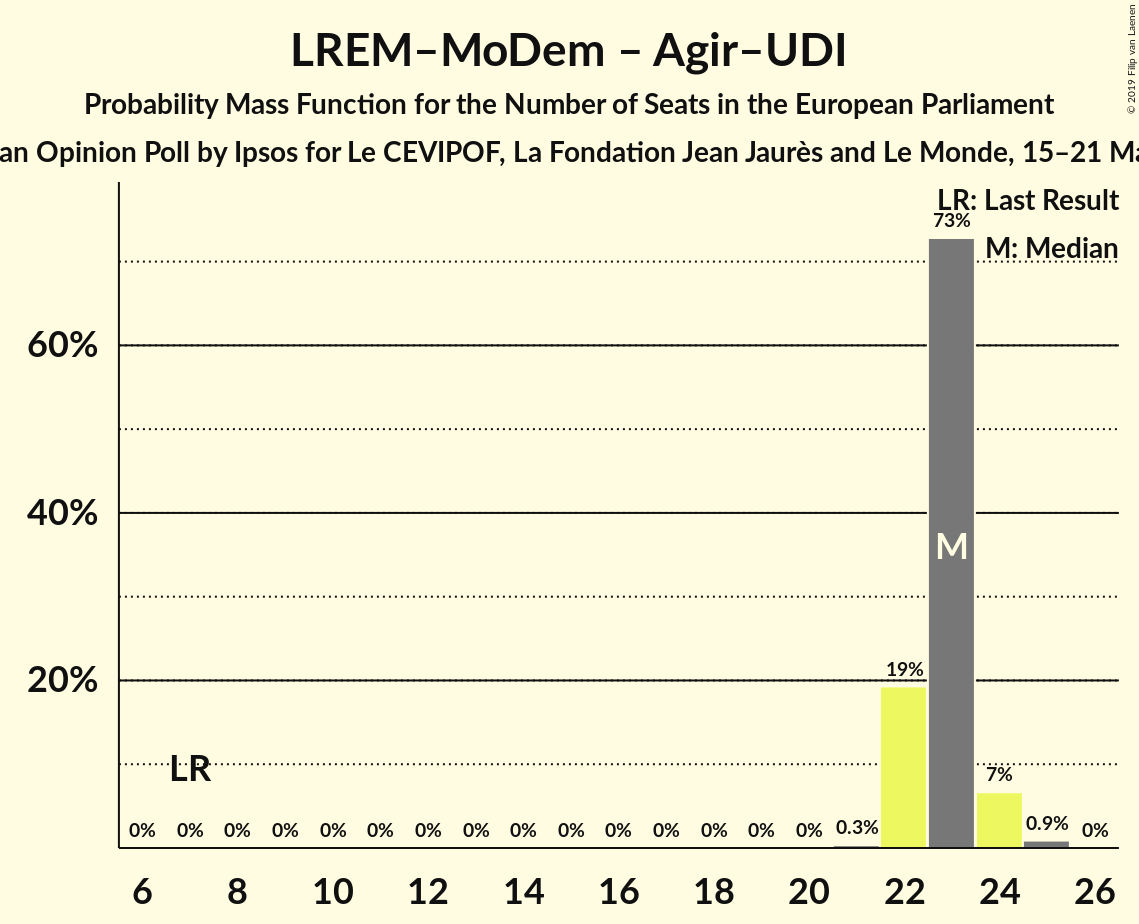 LREM–MoDem – Agir–UDI
Probability Mass Function for the Number of Seats in the European Parliament
an Opinion Poll by Ipsos for Le CEVIPOF, La Fondation Jean Jaurès and Le Monde, 15–21 Ma
© 2019 Filip van Laenen
LR: Last Result
M: Median
73%
60%
40%
20%
M
19%
LR
7%
0% 0% 0% 0% 0% 0% 0% 0% 0% 0% 0% 0% 0% 0% 0% 0.3% 0.9% 0%
6 8 10 12 14 16 18 20 22 24 26